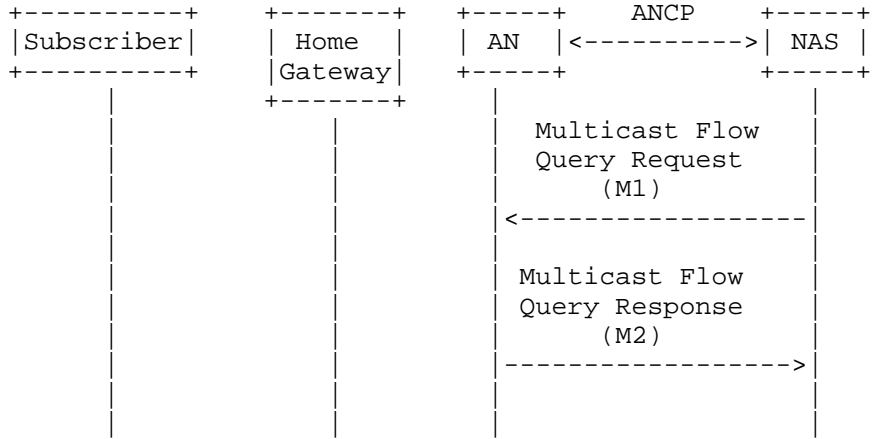 ANCP
Subscriber Home AN NAS
Gateway
Multicast Flow
Query Request
(M1)
Multicast Flow
Query Response
(M2)